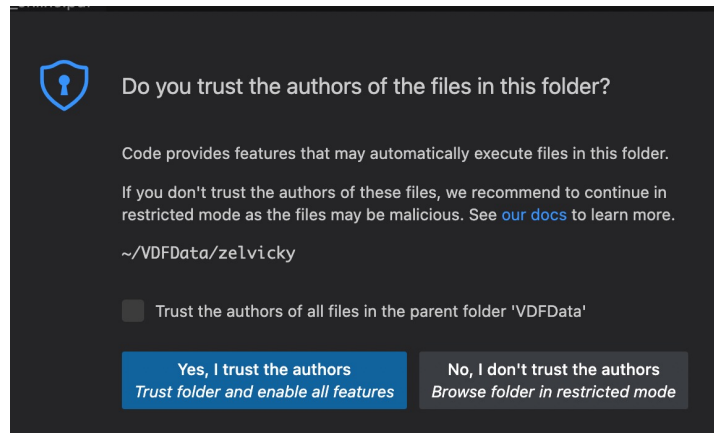 Do you trust the authors of the files in this folder?
Code provides features that may automatically execute files in this folder.
If you don't trust the authors of these files, we recommend to continue in
restricted mode as the files may be malicious. See our docs to learn more.
~/VDFData/zelvicky
Trust the authors of all files in the parent folder 'VDFData'
Yes, I trust the authors
Trust folder and enable all features
No, I don't trust the authors
Browse folder in restricted mode